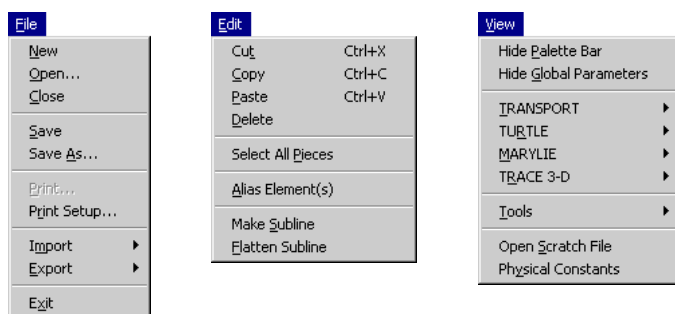 File
New
Open...
Close
Save
Save As...
Print...
Print Setup...
Import
Export
Exit
Edit
Cut Ctrl+X
Copy Ctrl+C
Paste Ctrl+V
Delete
Select All Pieces
Alias Element(s)
Make Subline
Flatten Subline
View
Hide Palette Bar
Hide Global Parameters
TRANSPORT
TURTLE
MARYLIE
TRACE 3-D
Tools
Open Scratch File
Physical Constants